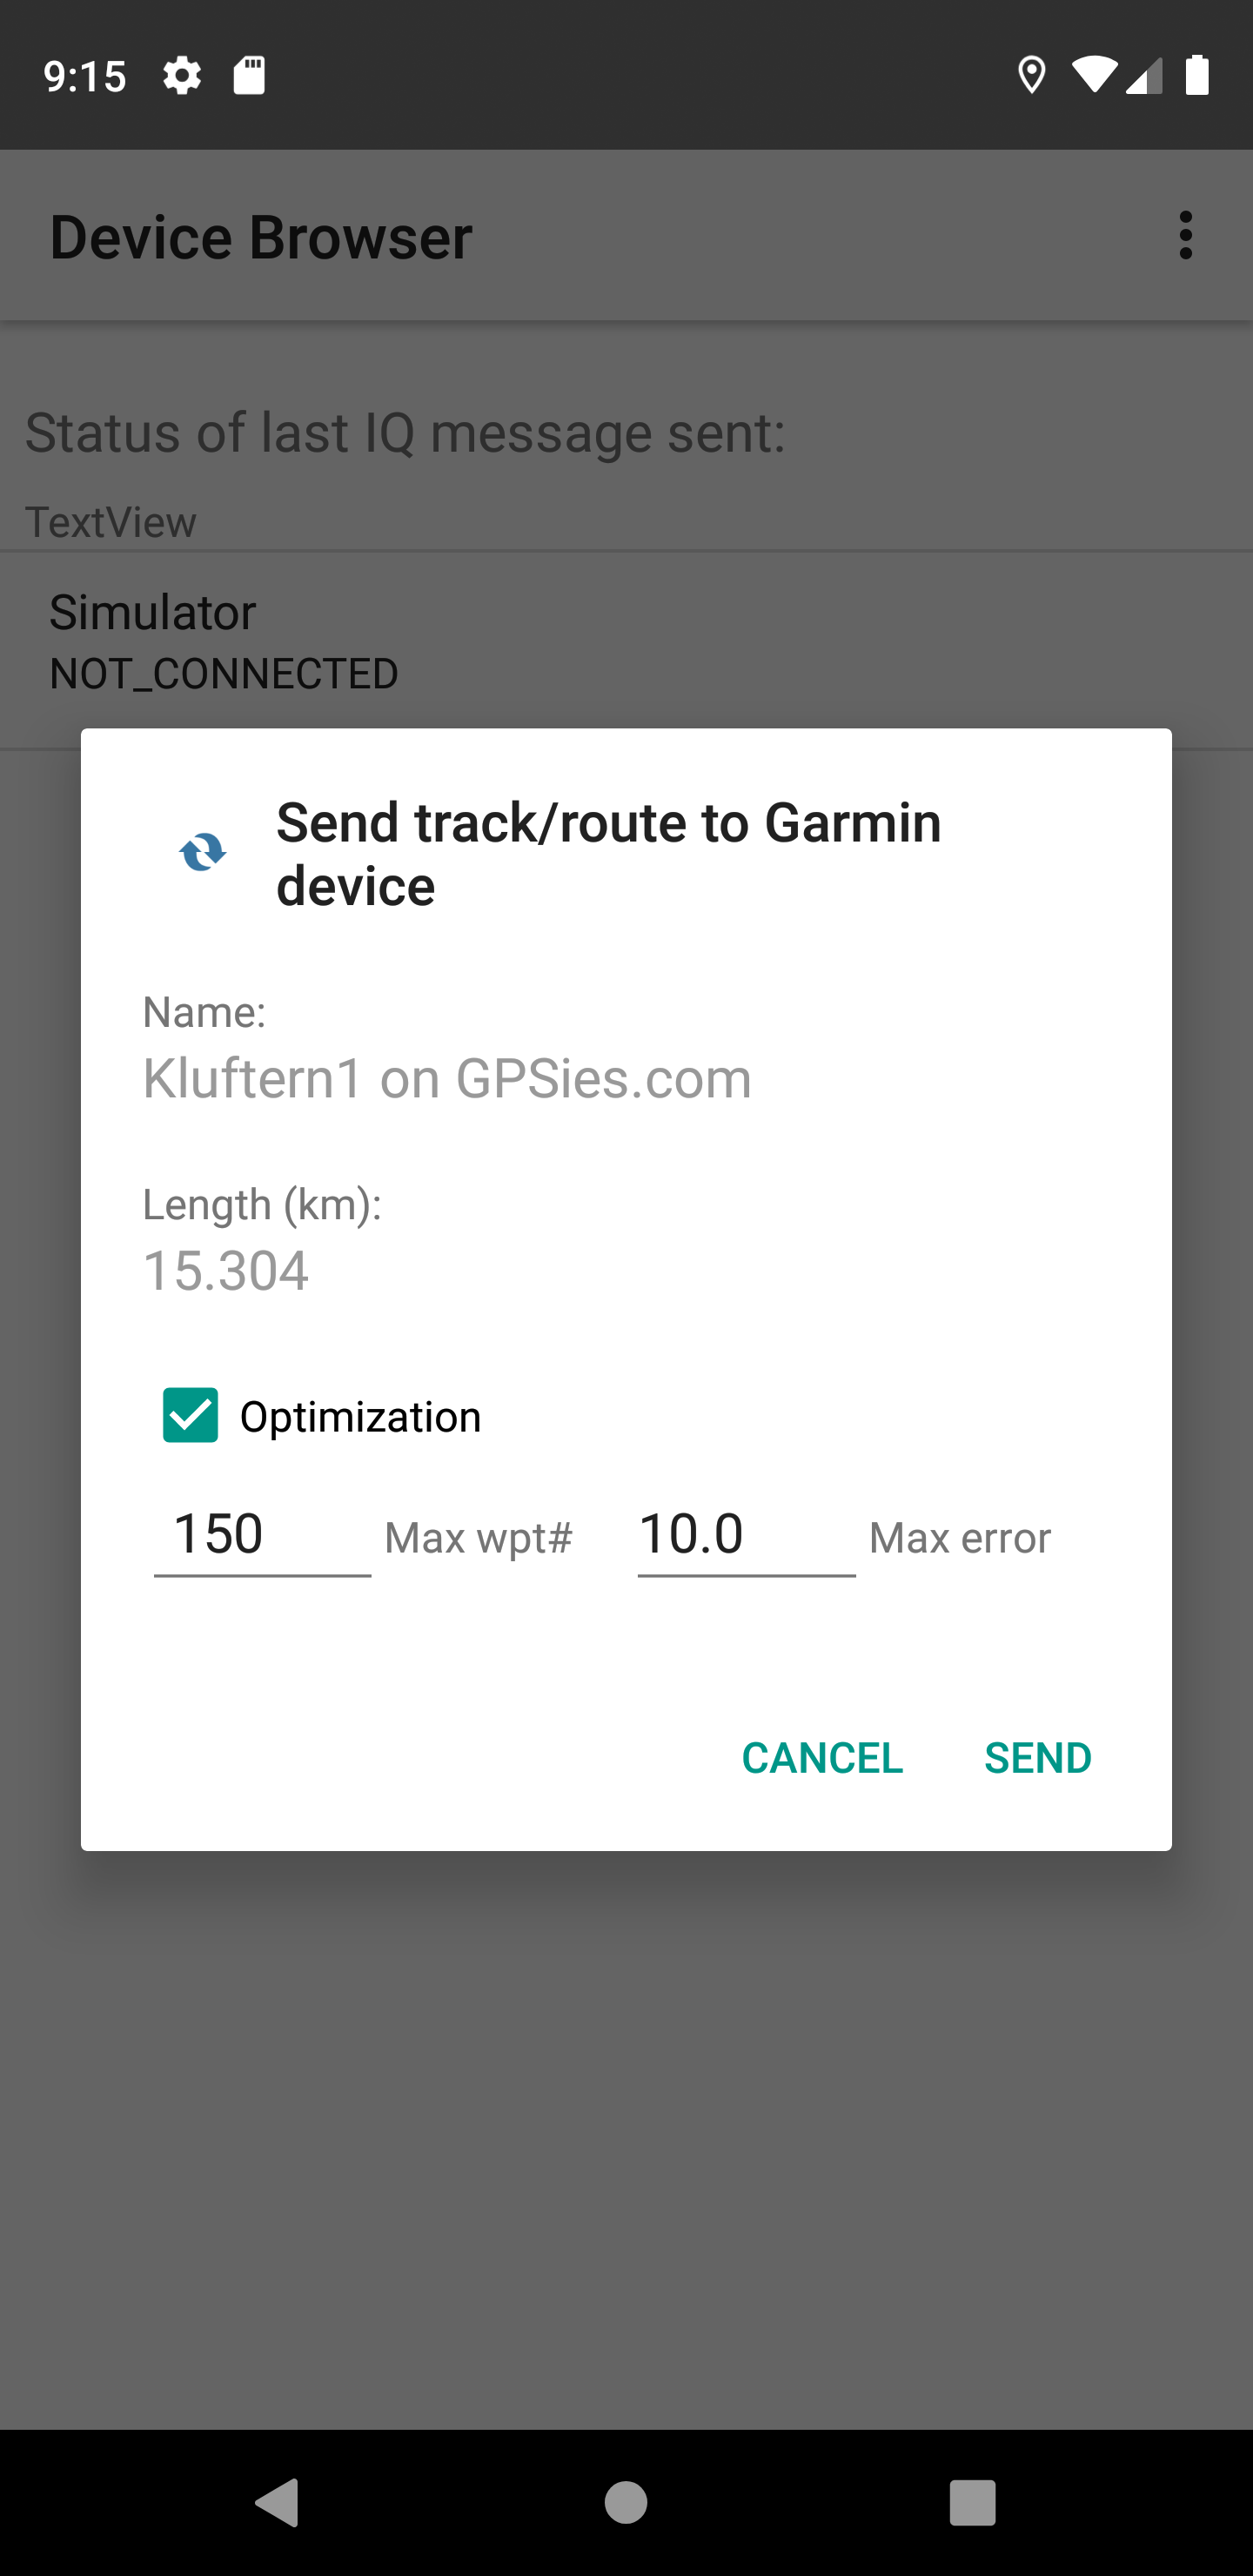 9:15
Device Browser
Status of last IQ message sent:
TextView
Simulator
NOT_CONNECTED
Send track/route to Garmin
device
Name:
Kluftern1 on GPSies.com
Length (km):
15.304
Optimization
150 Max wpt# 10.0 Max error
CANCEL SEND